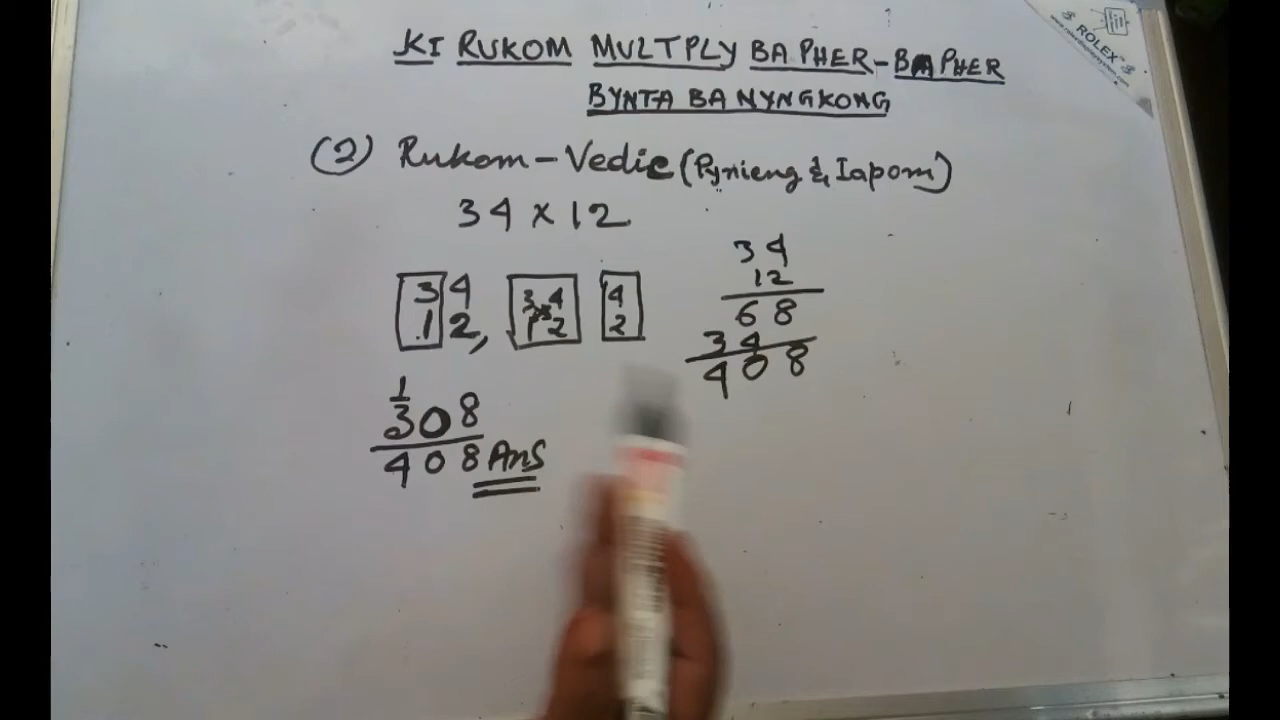 KI RUKOM MULTPLY BA PHER-BA PHER
BYNTA BA NYNGKONG
(2) Rukom-Vedic (Pynieng & Iapom)
34 x 12
34
12
68
34
408
34 34 4
12, 12 2
1
308
408 Ans
ROLEX